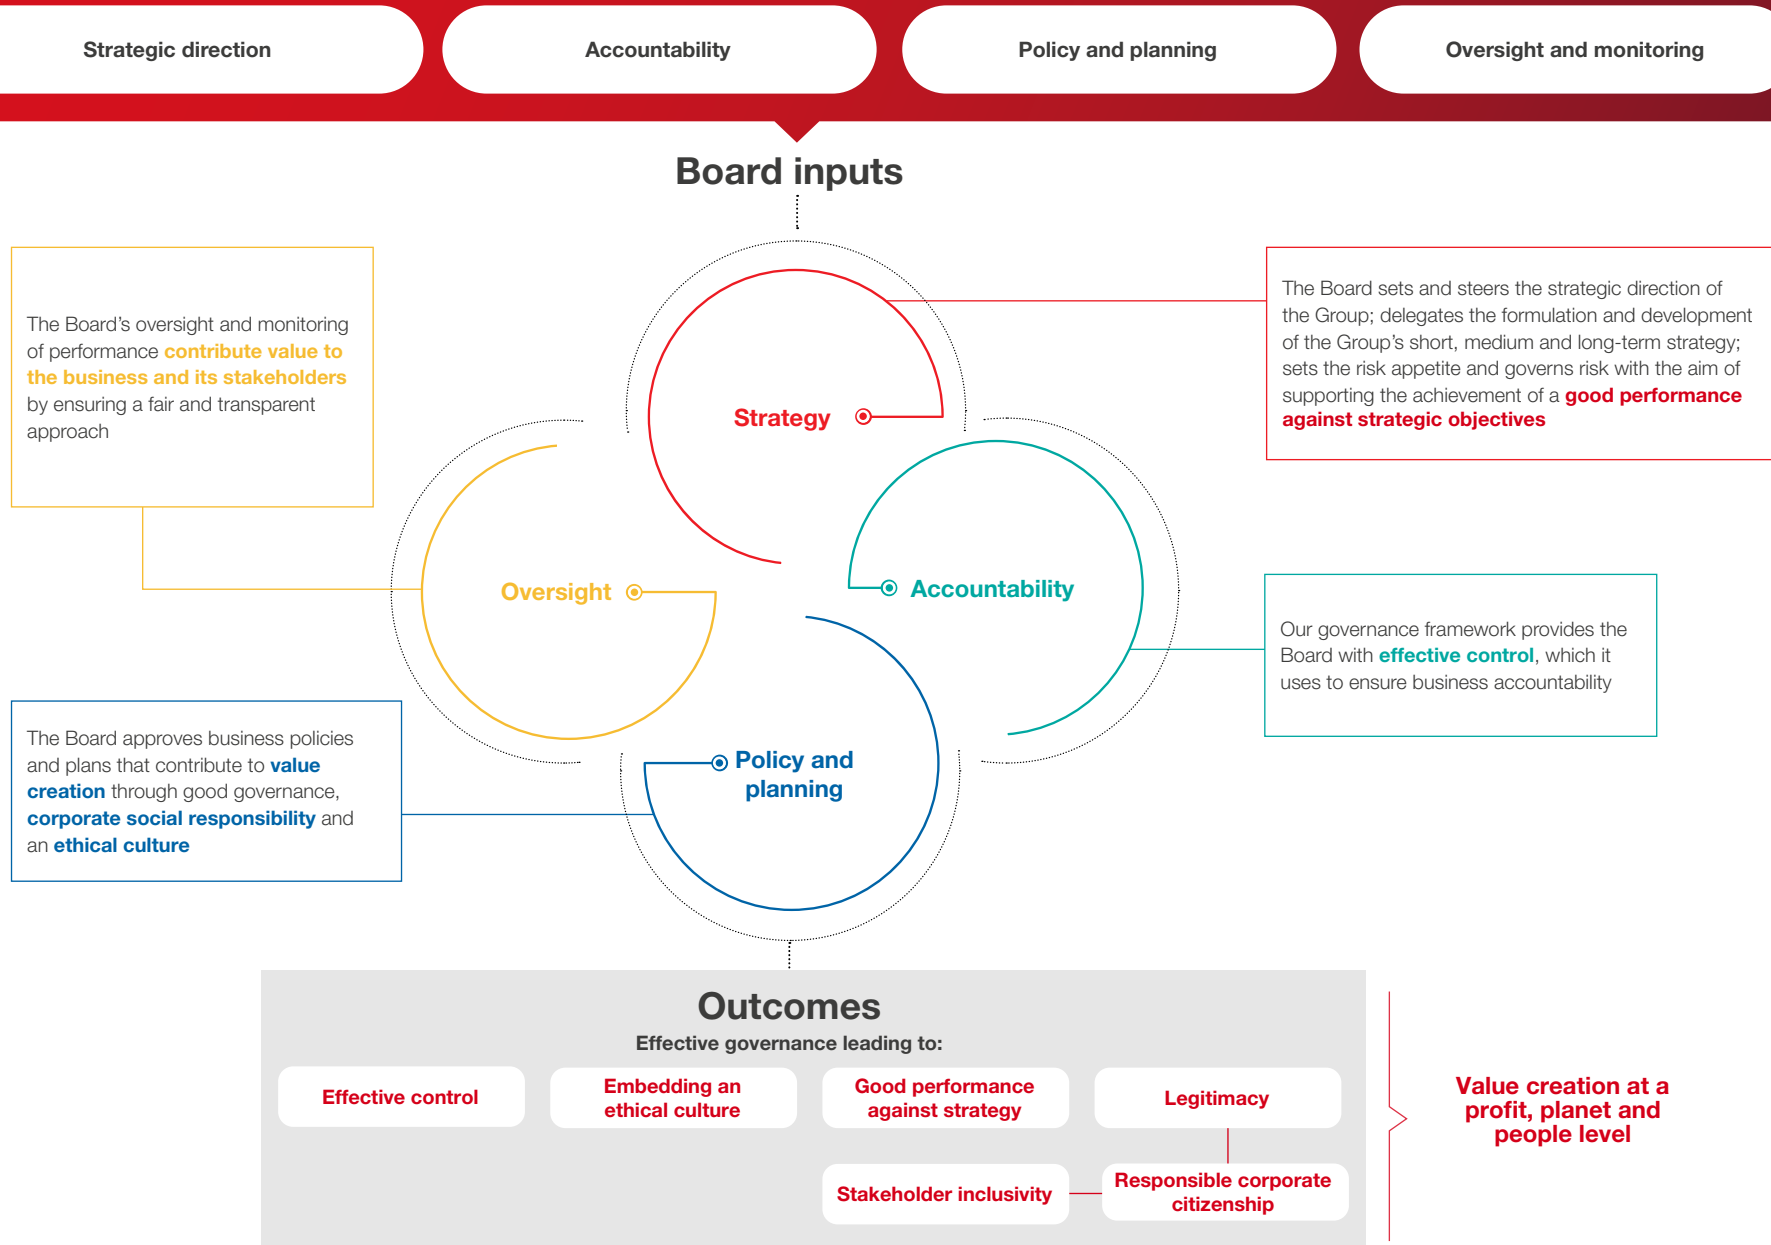 Strategic direction
Accountability
Policy and planning
Oversight and monitoring
Board inputs
The Board’s oversight and monitoring
of performance contribute value to
the business and its stakeholders
by ensuring a fair and transparent
approach
The Board sets and steers the strategic direction of
the Group; delegates the formulation and development
of the Group’s short, medium and long-term strategy;
sets the risk appetite and governs risk with the aim of
supporting the achievement of a good performance
against strategic objectives
Strategy
Oversight
Accountability
Our governance framework provides the
Board with effective control, which it
uses to ensure business accountability
The Board approves business policies
and plans that contribute to value
creation through good governance,
corporate social responsibility and
an ethical culture
Policy and
planning
Outcomes
Effective governance leading to:
Effective control
Embedding an
ethical culture
Good performance
against strategy
Legitimacy
Stakeholder inclusivity
Responsible corporate
citizenship
Value creation at a
profit, planet and
people level